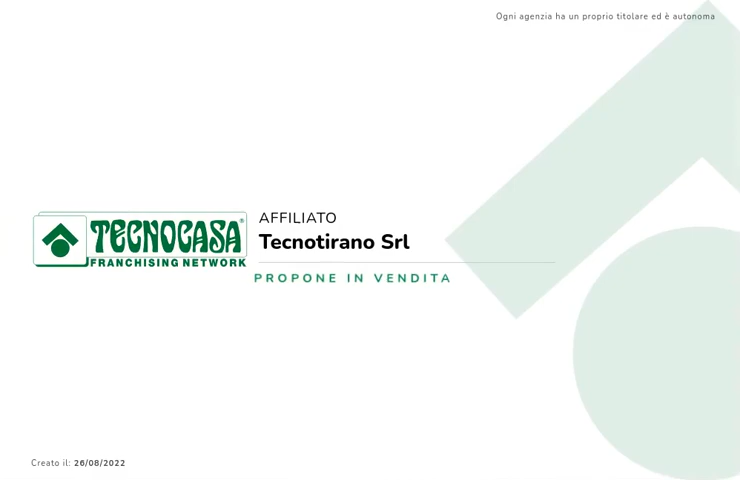 Ogni agenzia ha un proprio titolare ed è autonoma
TECNOCASA®
FRANCHISING NETWORK
AFFILIATO
Tecnotirano Srl
PROPONE IN VENDITA
Creato il: 26/08/2022